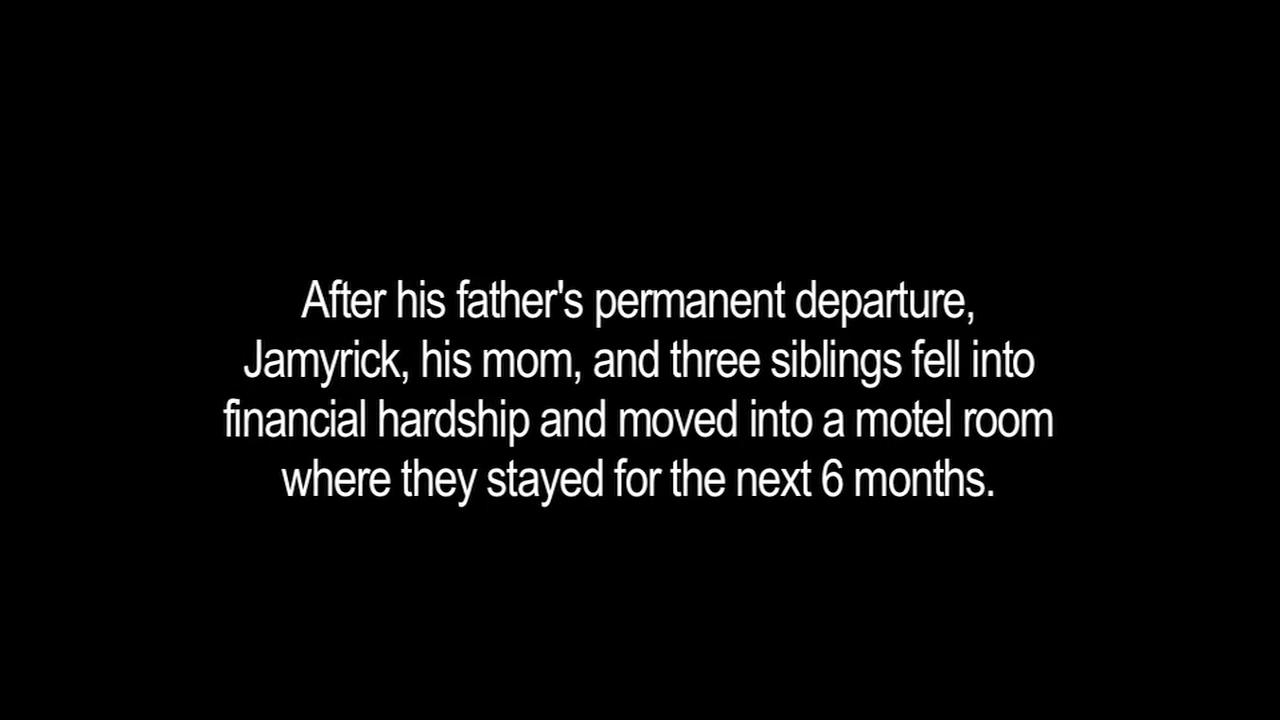 After his father's permanent departure,
Jamyrick, his mom, and three siblings fell into
financial hardship and moved into a motel room
where they stayed for the next 6 months.